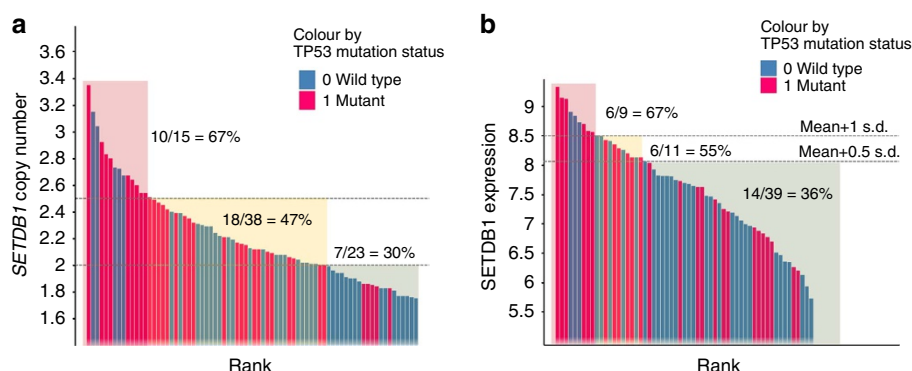 a
Colour by
TP53 mutation status
0 Wild type
1 Mutant
SETDB1 copy number
3.6
3.4
3.2
3
2.8
2.6
2.4
2.2
2
1.8
1.6
10/15 = 67%
18/38 = 47%
7/23 = 30%
Rank
b
Colour by
TP53 mutation status
0 Wild type
1 Mutant
SETDB1 expression
9
8.5
8
7.5
7
6.5
6
5.5
6/9 = 67%
Mean+1 s.d.
6/11 = 55%
Mean+0.5 s.d.
14/39 = 36%
Rank